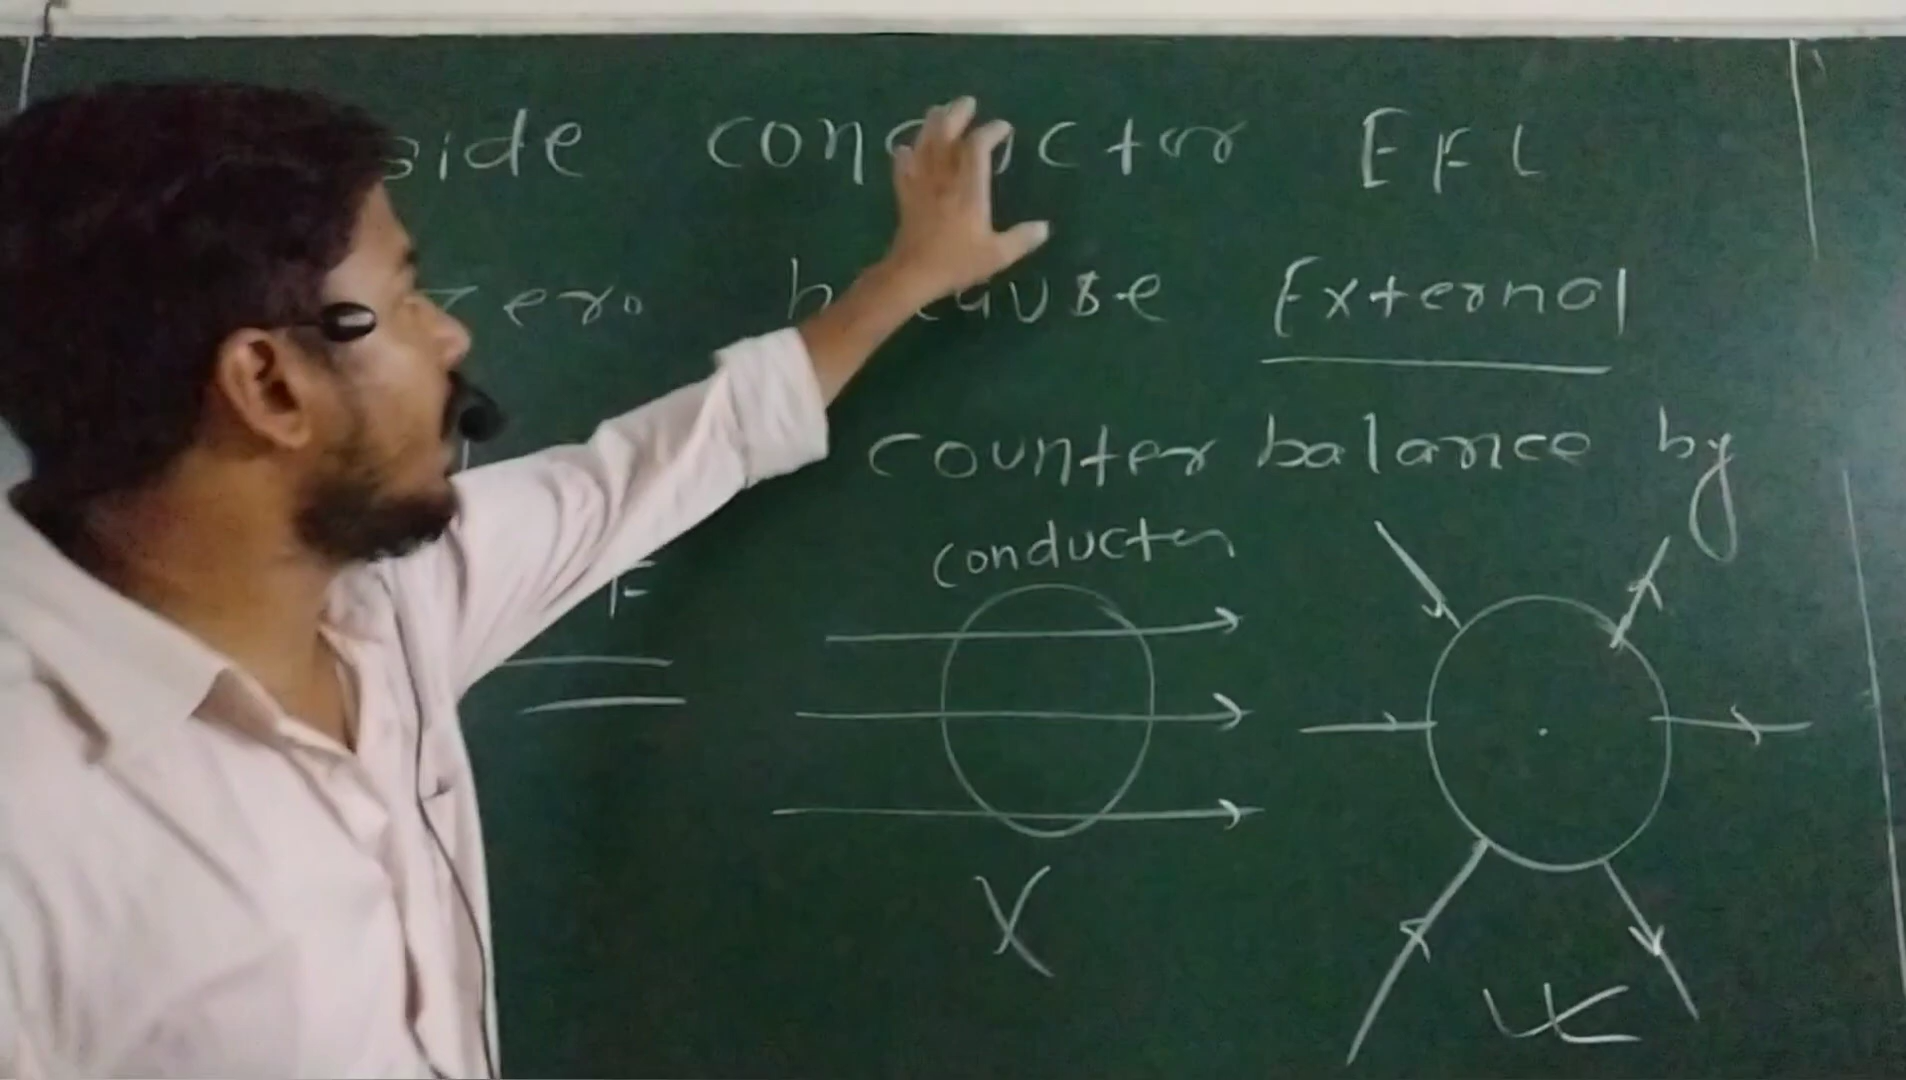 side conductor EFL
zero because External
counter balance by
conductor
E